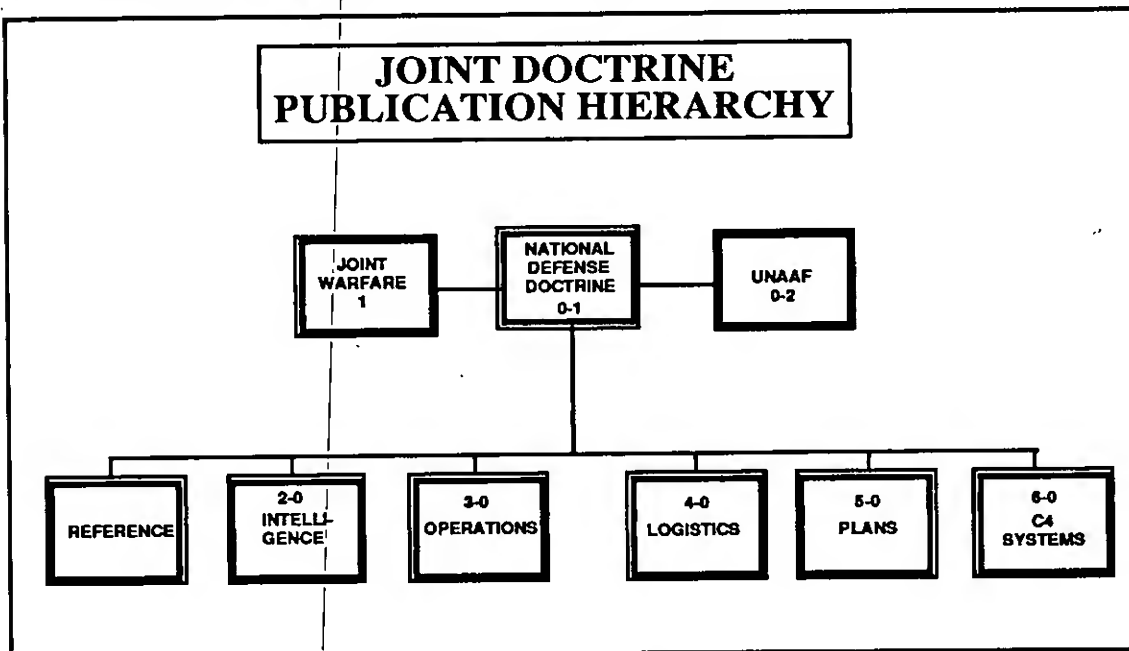 JOINT DOCTRINE
PUBLICATION HIERARCHY
JOINT
WARFARE
1
NATIONAL
DEFENSE
DOCTRINE
0-1
UNAAF
0-2
REFERENCE
2-0
INTELLI-
GENCE
3-0
OPERATIONS
4-0
LOGISTICS
5-0
PLANS
6-0
C4
SYSTEMS